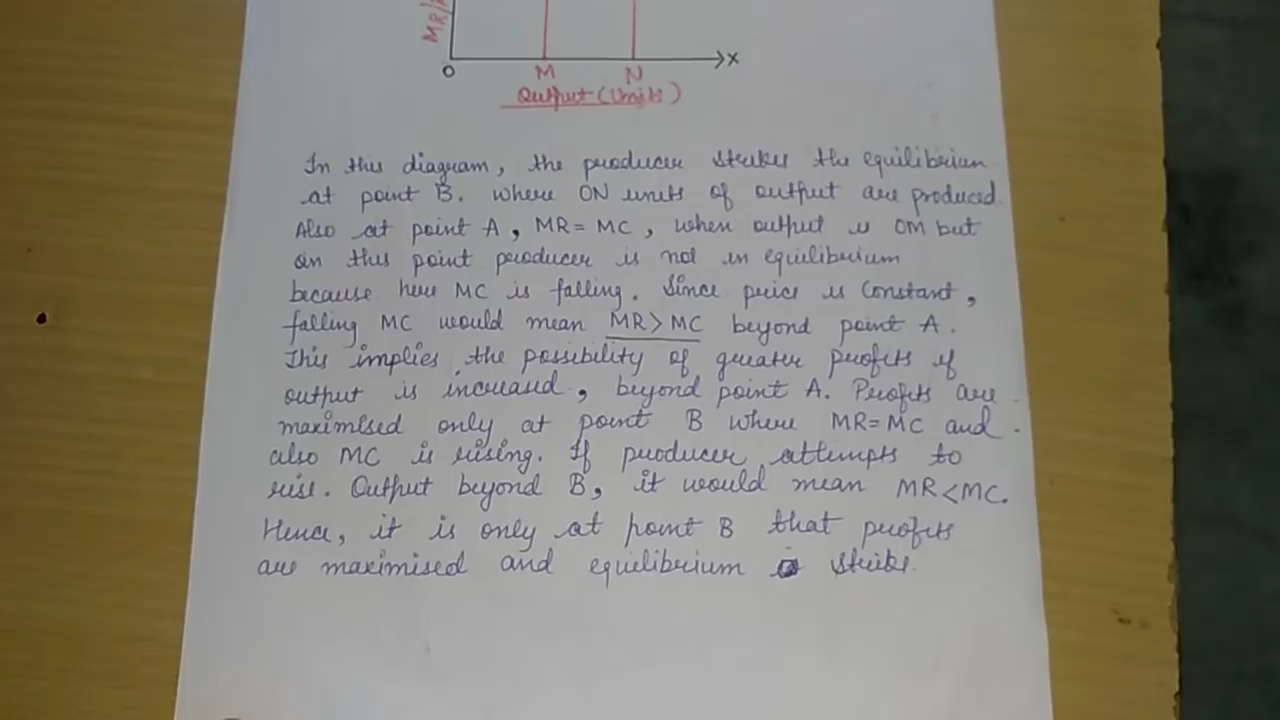 MR/
O M N X
Output (Units)
In this diagram, the producer strikes the equilibrium
at point B. where ON units of output are produced.
Also at point A, MR = MC, when output is OM but
on this point producer is not in equilibrium
because here MC is falling. Since price is constant,
falling MC would mean MR > MC beyond point A.
This implies the possibility of greater profits if
output is increased, beyond point A. Profits are
maximised only at point B where MR = MC and
also MC is rising. If producer attempts to
rise. Output beyond B, it would mean MR < MC.
Hence, it is only at point B that profits
are maximised and equilibrium is strike.